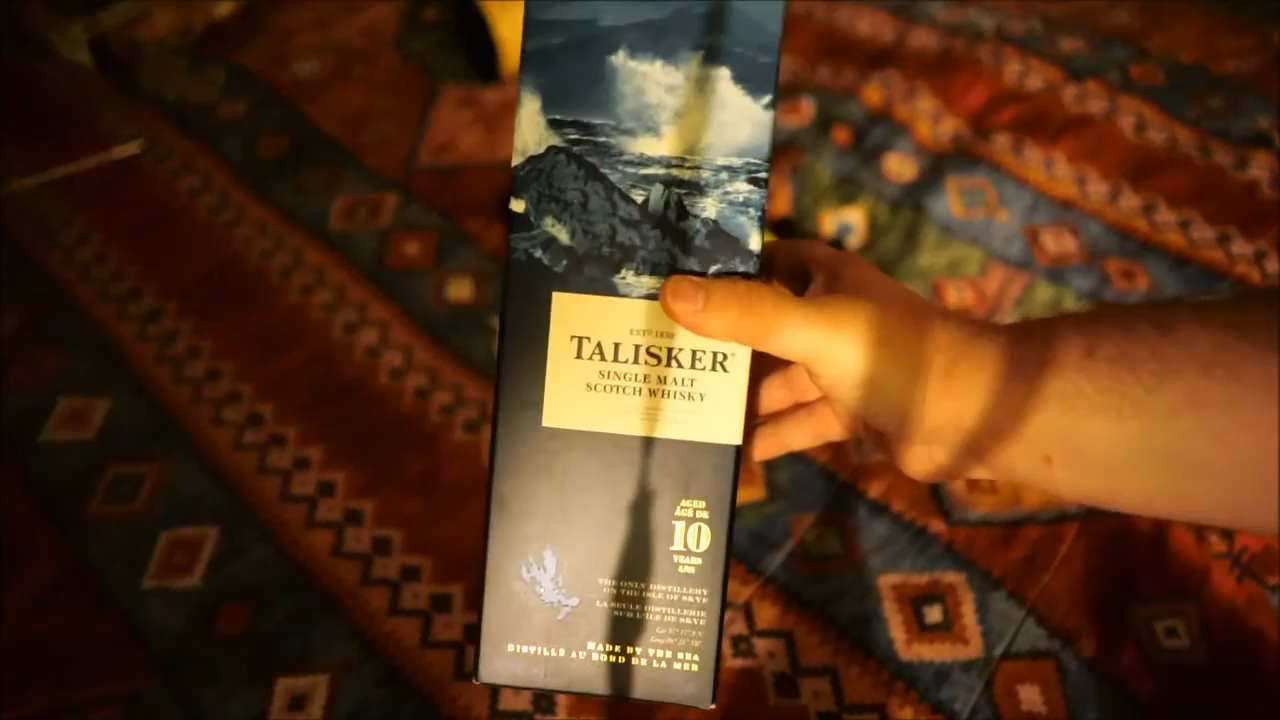 ESTD 1830
TALISKER®
SINGLE MALT
SCOTCH WHISKY
AGED
ÂGÉ DE
10
YEARS
ANS
THE ONLY DISTILLERY
ON THE ISLE OF SKYE
LA SEULE DISTILLERIE
SUR L'ÎLE DE SKYE
MADE BY THE SEA
DISTILLÉ AU BORD DE LA MER